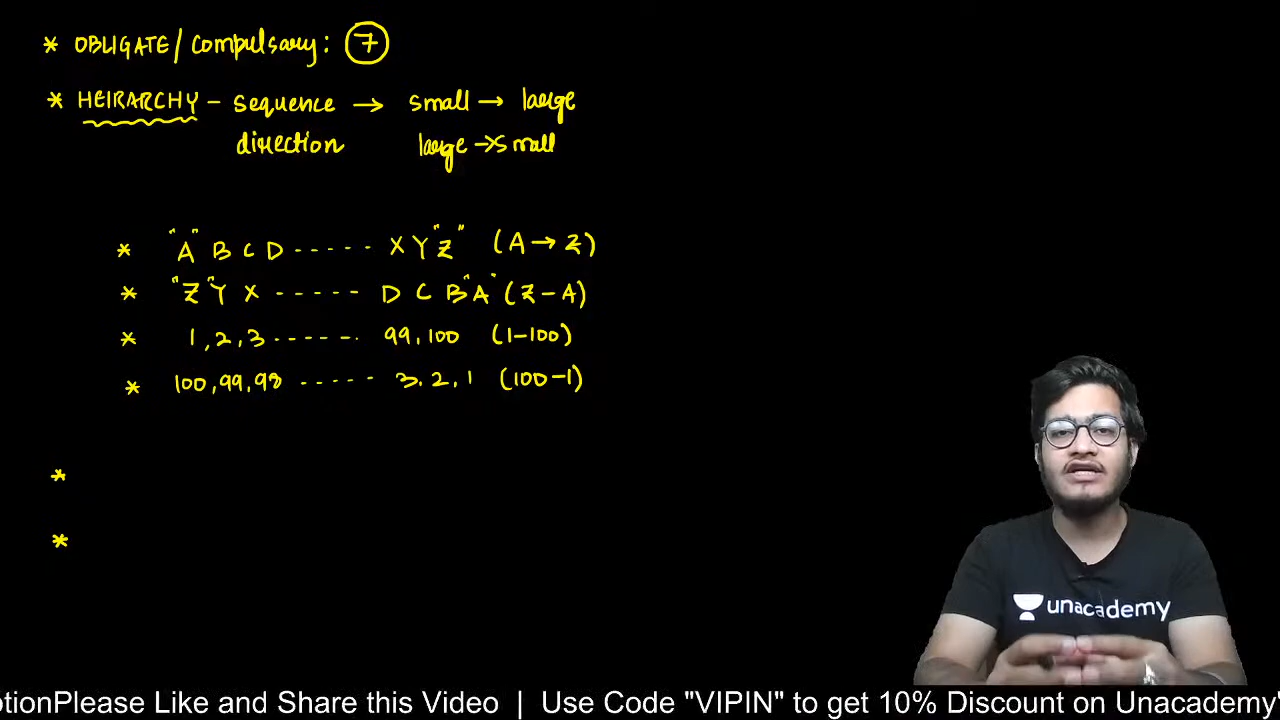 * OBLIGATE/Compulsary: 7
* HEIRARCHY - sequence → small → large
direction large → small
* "A" B C D ------ X Y "Z" (A → Z)
* "Z" Y X ------ D C B "A" (Z - A)
* 1, 2, 3 ------ 99, 100 (1-100)
* 100, 99, 98 ------ 3, 2, 1 (100-1)
*
*
unacademy
otionPlease Like and Share this Video | Use Code "VIPIN" to get 10% Discount on Unacademy'